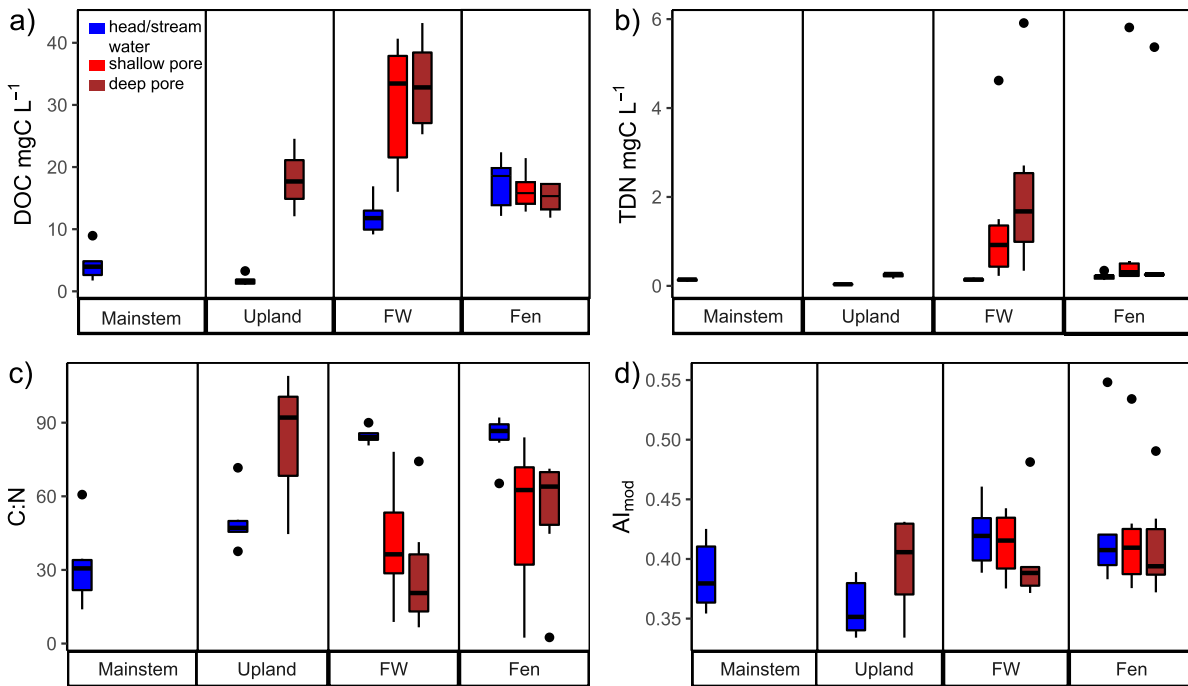 a)
head/stream
water
shallow pore
deep pore
DOC mgC L⁻¹
40
30
20
10
0
Mainstem Upland FW Fen
b)
TDN mgC L⁻¹
6
4
2
0
Mainstem Upland FW Fen
c)
C:N
90
60
30
0
Mainstem Upland FW Fen
d)
AImod
0.55
0.50
0.45
0.40
0.35
Mainstem Upland FW Fen